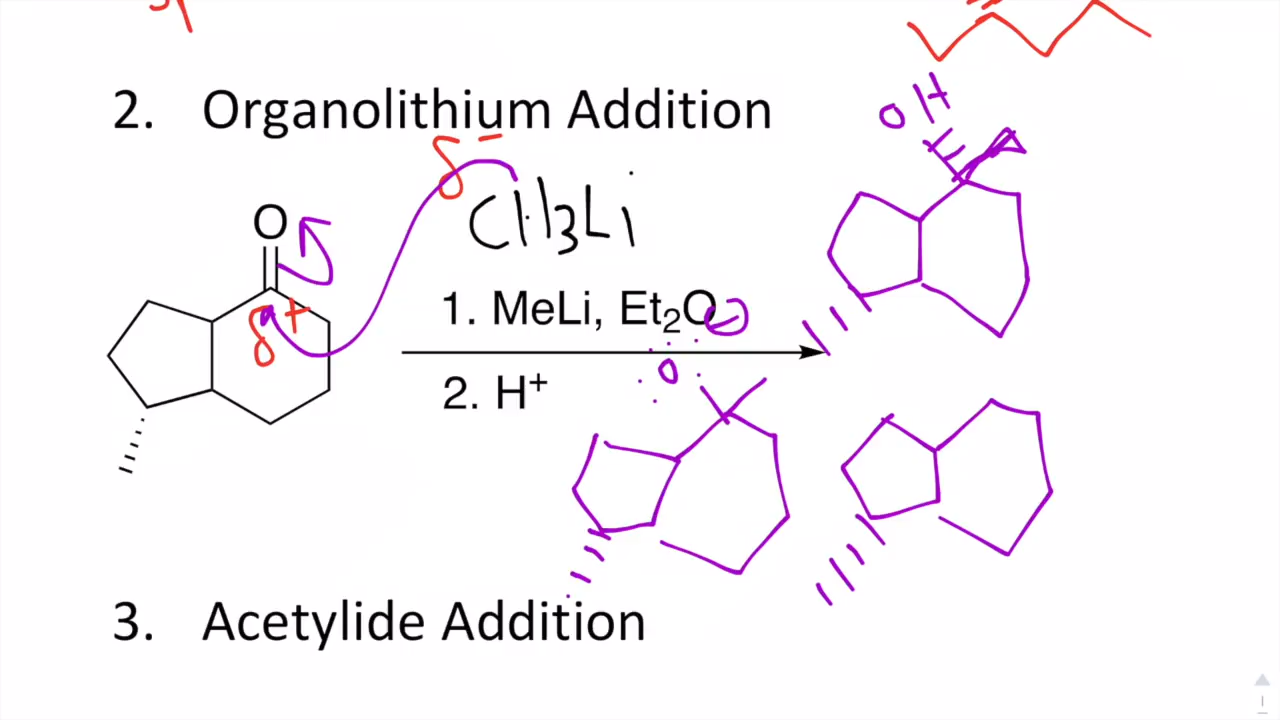 2. Organolithium Addition
OH
δ−
CH3Li
O
δ+
1. MeLi, Et₂O
2. H⁺
O
3. Acetylide Addition